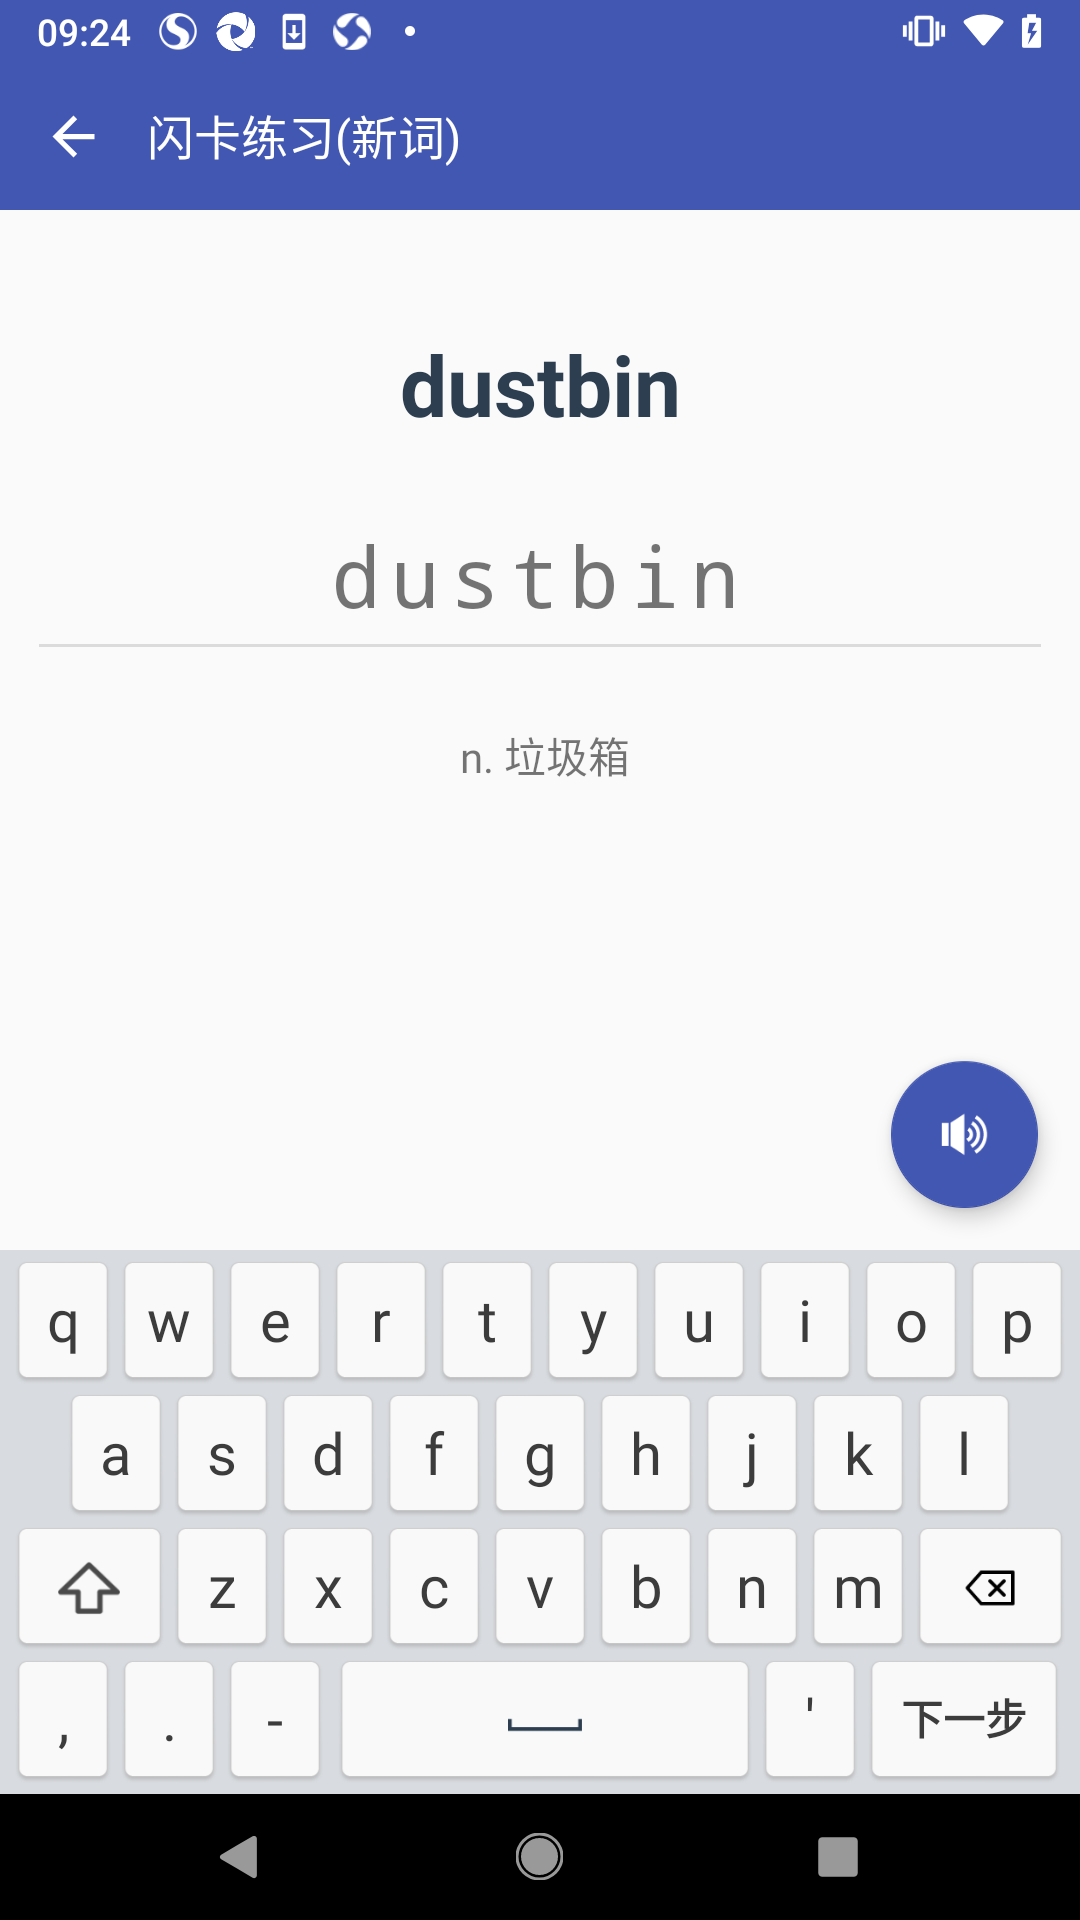 09:24
闪卡练习(新词)
dustbin
dustbin
n. 垃圾箱
q w e r t y u i o p
a s d f g h j k l
z x c v b n m
, . - ' 下一步